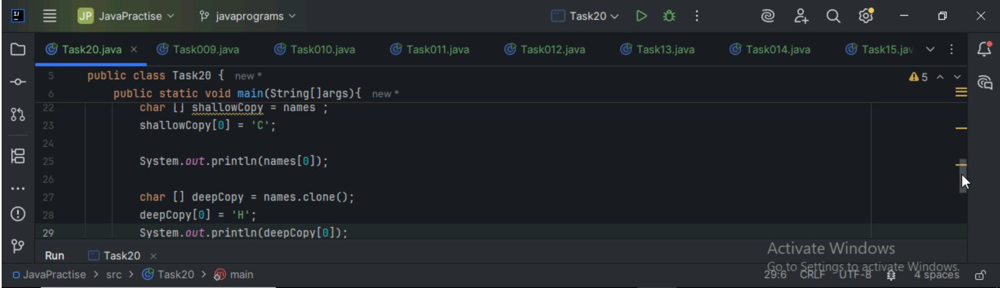 JP JavaPractise javaprograms Task20
Task20.java Task009.java Task010.java Task011.java Task012.java Task13.java Task014.java Task15.jav
5 public class Task20 { new * 5
6 public static void main(String[]args){ new *
22 char [] shallowCopy = names ;
23 shallowCopy[0] = 'C';
24
25 System.out.println(names[0]);
26
27 char [] deepCopy = names.clone();
28 deepCopy[0] = 'H';
29 System.out.println(deepCopy[0]);
Activate Windows
Run Task20
Go to Settings to activate Windows.
JavaPractise > src > Task20 > main 29:6 CRLF UTF-8 4 spaces